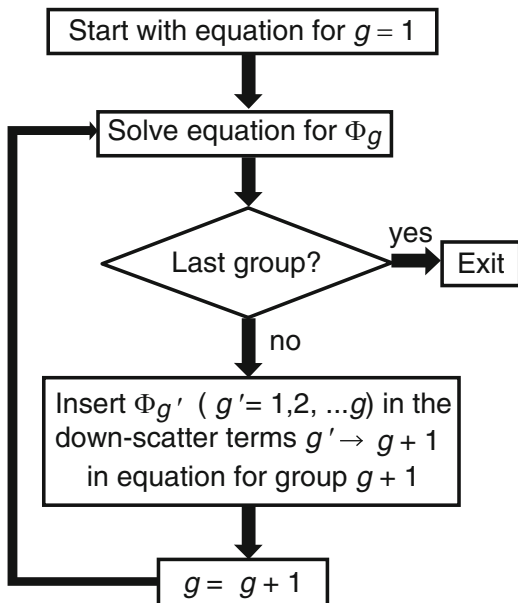 Start with equation for g = 1
Solve equation for Φg
Last group?
yes
Exit
no
Insert Φg′ ( g′= 1,2, ...g) in the
down-scatter terms g′ → g + 1
in equation for group g + 1
g = g + 1